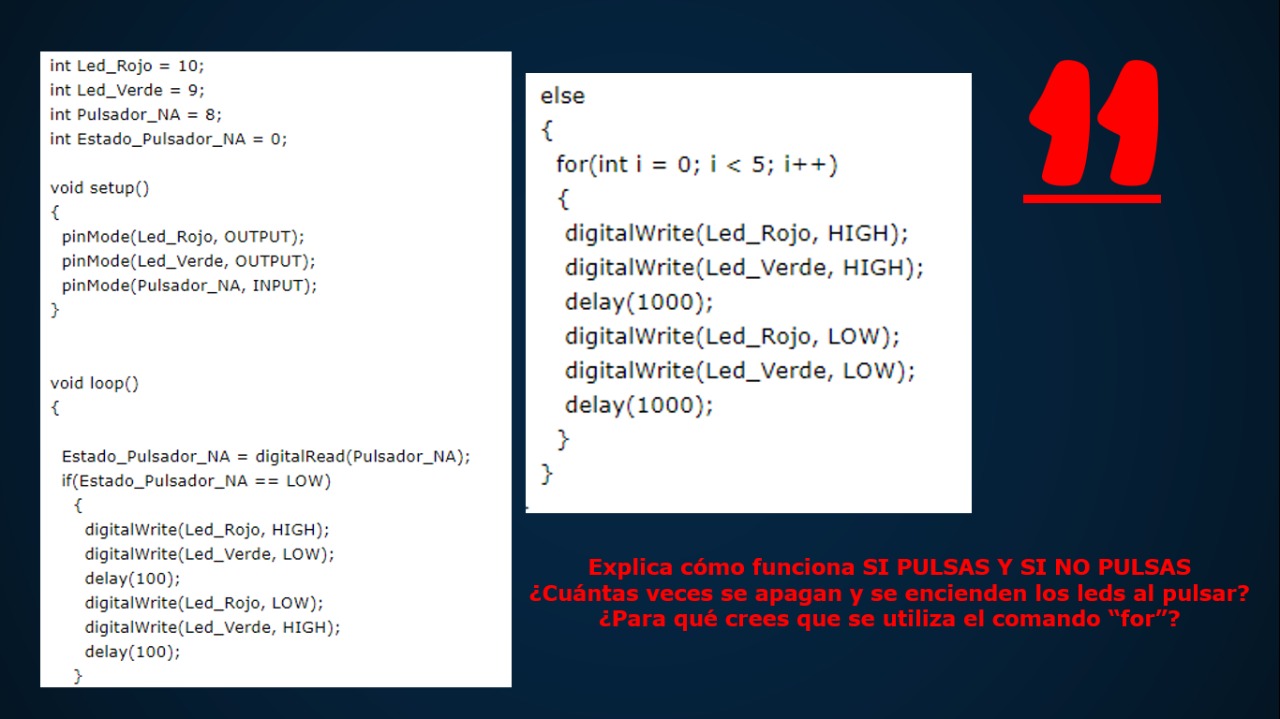 int Led_Rojo = 10;
int Led_Verde = 9;
int Pulsador_NA = 8;
int Estado_Pulsador_NA = 0;
void setup()
{
pinMode(Led_Rojo, OUTPUT);
pinMode(Led_Verde, OUTPUT);
pinMode(Pulsador_NA, INPUT);
}
void loop()
{
Estado_Pulsador_NA = digitalRead(Pulsador_NA);
if(Estado_Pulsador_NA == LOW)
{
digitalWrite(Led_Rojo, HIGH);
digitalWrite(Led_Verde, LOW);
delay(100);
digitalWrite(Led_Rojo, LOW);
digitalWrite(Led_Verde, HIGH);
delay(100);
}
else
{
for(int i = 0; i < 5; i++)
{
digitalWrite(Led_Rojo, HIGH);
digitalWrite(Led_Verde, HIGH);
delay(1000);
digitalWrite(Led_Rojo, LOW);
digitalWrite(Led_Verde, LOW);
delay(1000);
}
}
11
Explica cómo funciona SI PULSAS Y SI NO PULSAS
¿Cuántas veces se apagan y se encienden los leds al pulsar?
¿Para qué crees que se utiliza el comando “for”?